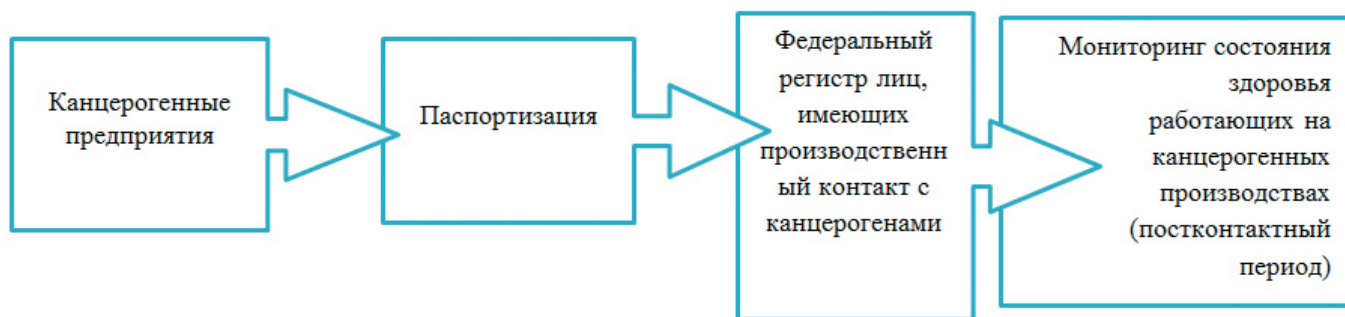 Канцерогенные
предприятия
Паспортизация
Федеральный
регистр лиц,
имеющих
производственн
ый контакт с
канцерогенами
Мониторинг состояния
здоровья
работающих на
канцерогенных
производствах
(постконтактный
период)